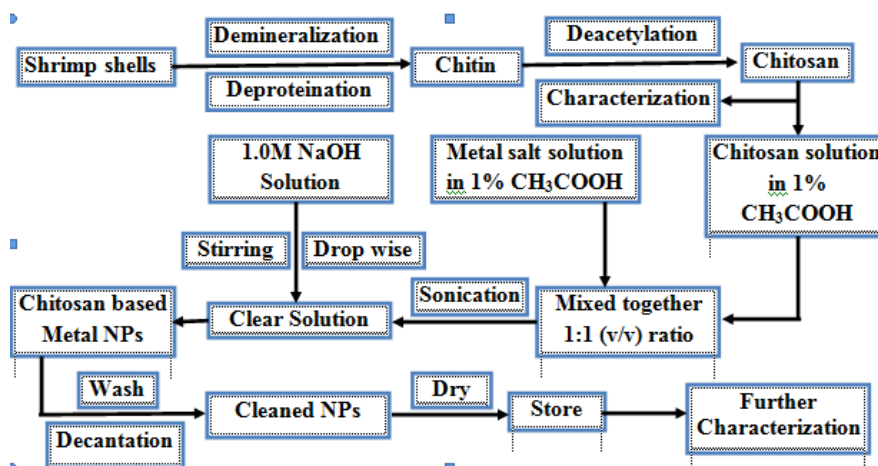 Demineralization
Deacetylation
Shrimp shells
Chitin
Chitosan
Deproteination
Characterization
1.0M NaOH
Solution
Metal salt solution
in 1% CH₃COOH
Chitosan solution
in 1%
CH₃COOH
Stirring
Drop wise
Sonication
Chitosan based
Metal NPs
Clear Solution
Mixed together
1:1 (v/v) ratio
Wash
Decantation
Cleaned NPs
Dry
Store
Further
Characterization